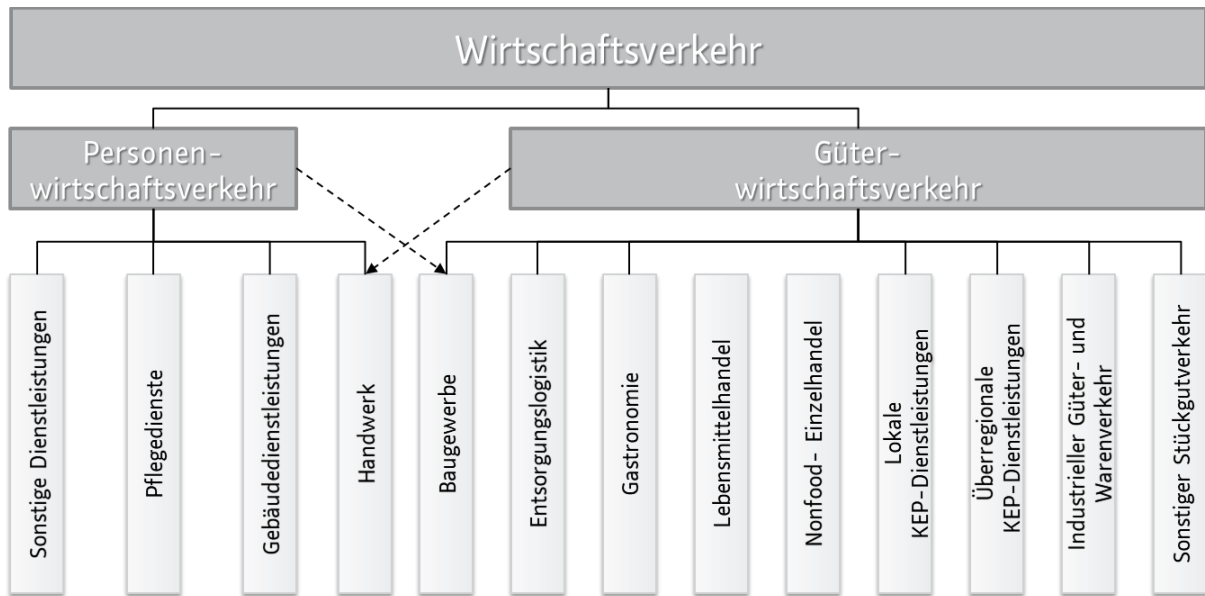 Wirtschaftsverkehr
Personen-
wirtschaftsverkehr
Güter-
wirtschaftsverkehr
Sonstige Dienstleistungen
Pflegedienste
Gebäudedienstleistungen
Handwerk
Baugewerbe
Entsorgungslogistik
Gastronomie
Lebensmittelhandel
Nonfood- Einzelhandel
Lokale
KEP-Dienstleistungen
Überregionale
KEP-Dienstleistungen
Industrieller Güter- und
Warenverkehr
Sonstiger Stückgutverkehr